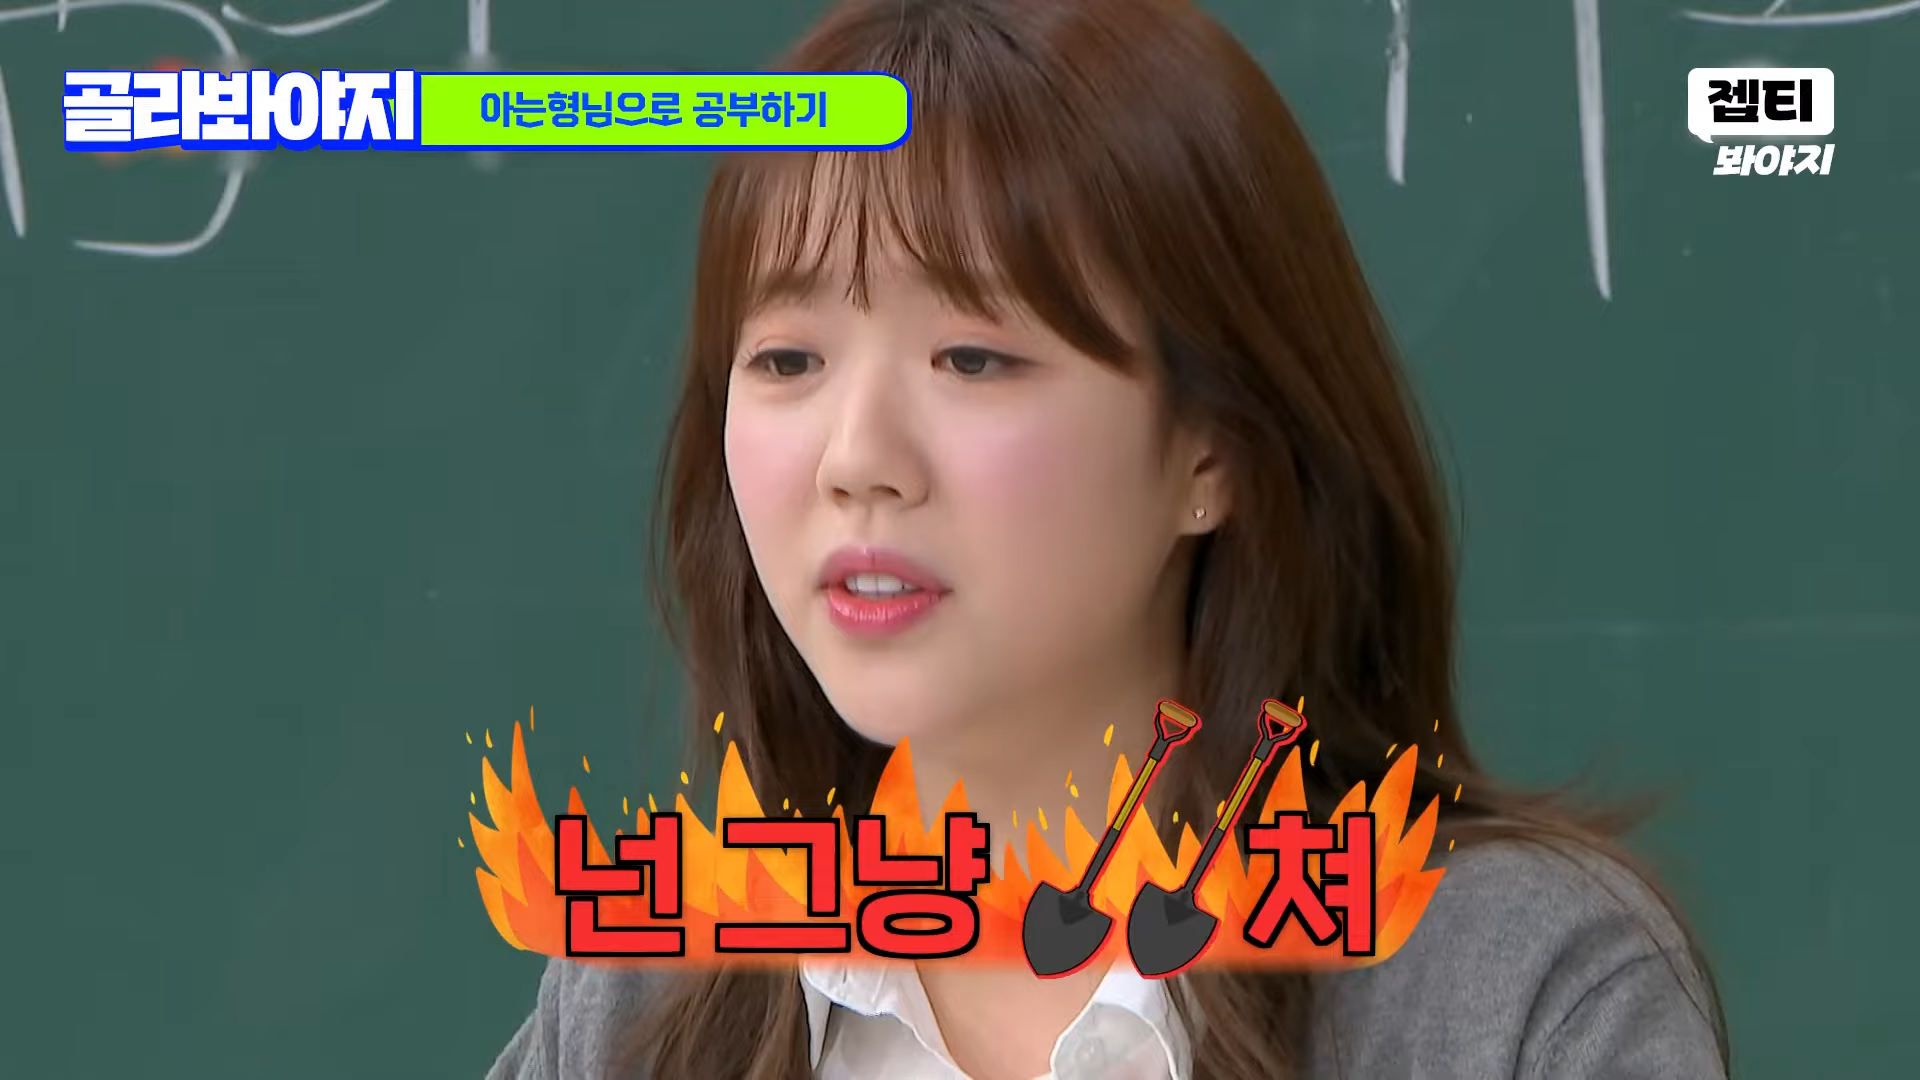 골라봐야지 아는형님으로 공부하기
젭티
봐야지
넌 그냥 쳐